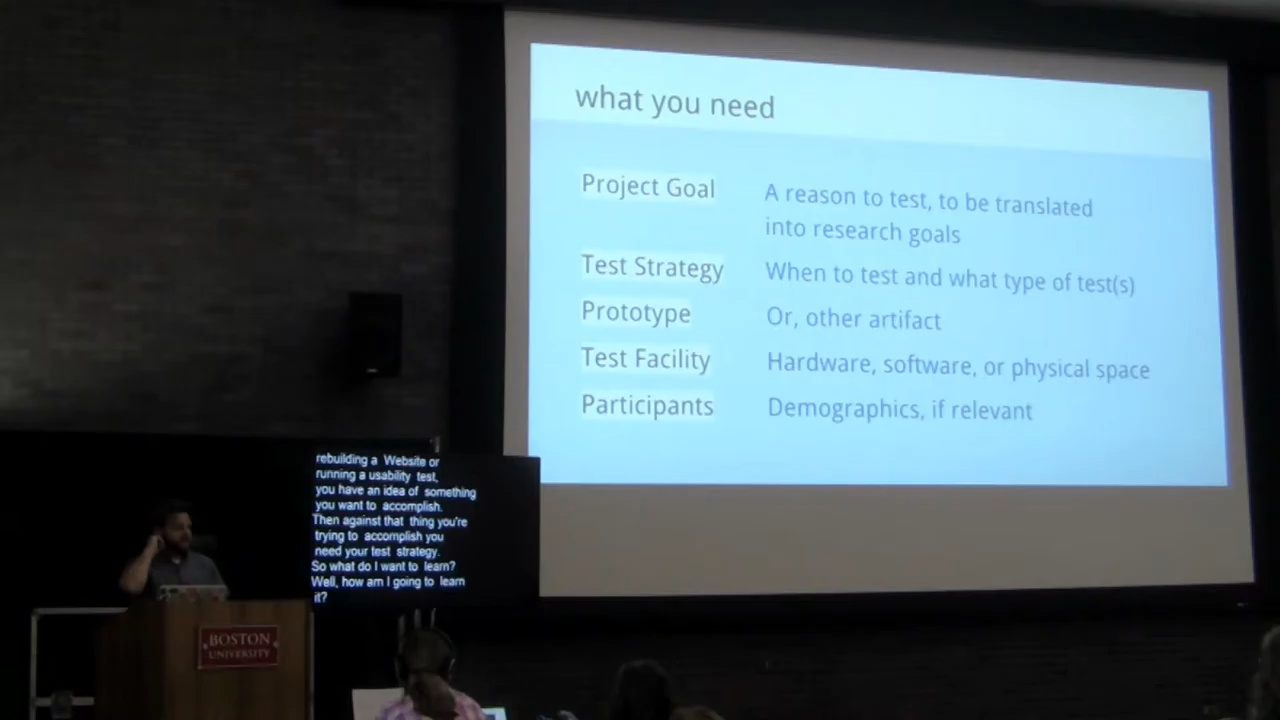 what you need
Project Goal
A reason to test, to be translated
into research goals
Test Strategy
When to test and what type of test(s)
Prototype
Or, other artifact
Test Facility
Hardware, software, or physical space
Participants
Demographics, if relevant
rebuilding a Website or
running a usability test,
you have an idea of something
you want to accomplish.
Then against that thing you're
trying to accomplish you
need your test strategy.
So what do I want to learn?
Well, how am I going to learn
it?
BOSTON
UNIVERSITY